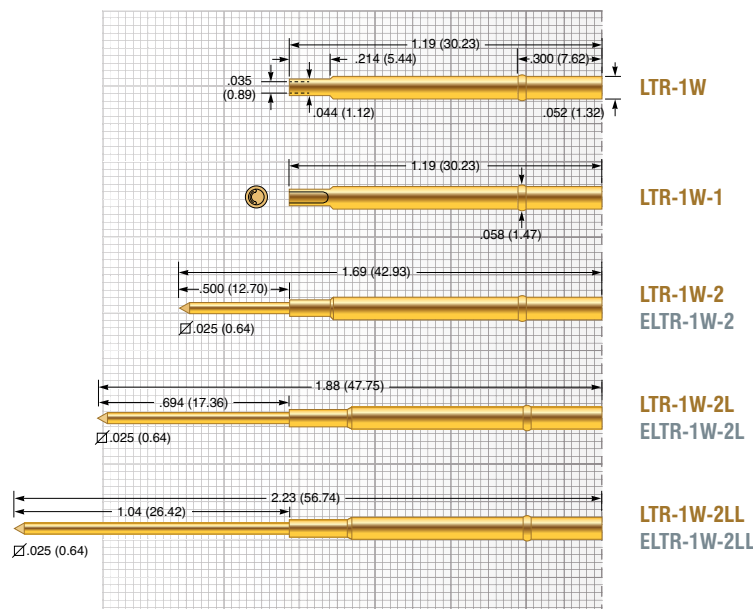 1.19 (30.23)
.214 (5.44)
.300 (7.62)
.035
(0.89)
LTR-1W
.044 (1.12)
.052 (1.32)
1.19 (30.23)
LTR-1W-1
.058 (1.47)
1.69 (42.93)
.500 (12.70)
LTR-1W-2
.025 (0.64)
ELTR-1W-2
1.88 (47.75)
.694 (17.36)
LTR-1W-2L
.025 (0.64)
ELTR-1W-2L
2.23 (56.74)
1.04 (26.42)
LTR-1W-2LL
.025 (0.64)
ELTR-1W-2LL